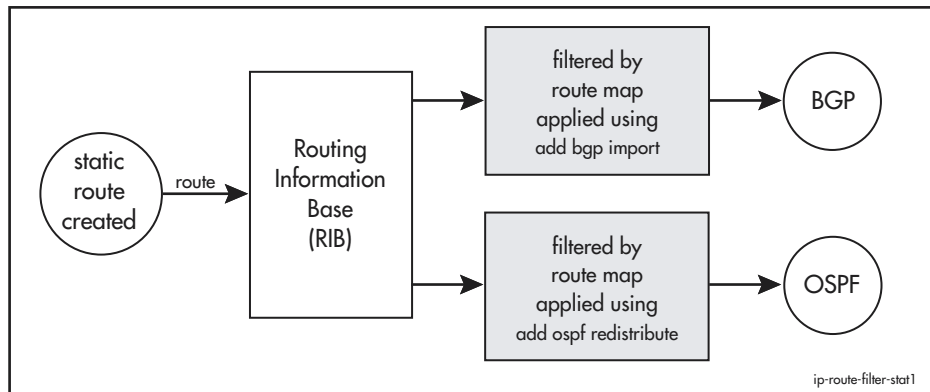 static
route
created
route
Routing
Information
Base
(RIB)
filtered by
route map
applied using
add bgp import
BGP
filtered by
route map
applied using
add ospf redistribute
OSPF
ip-route-filter-stat1